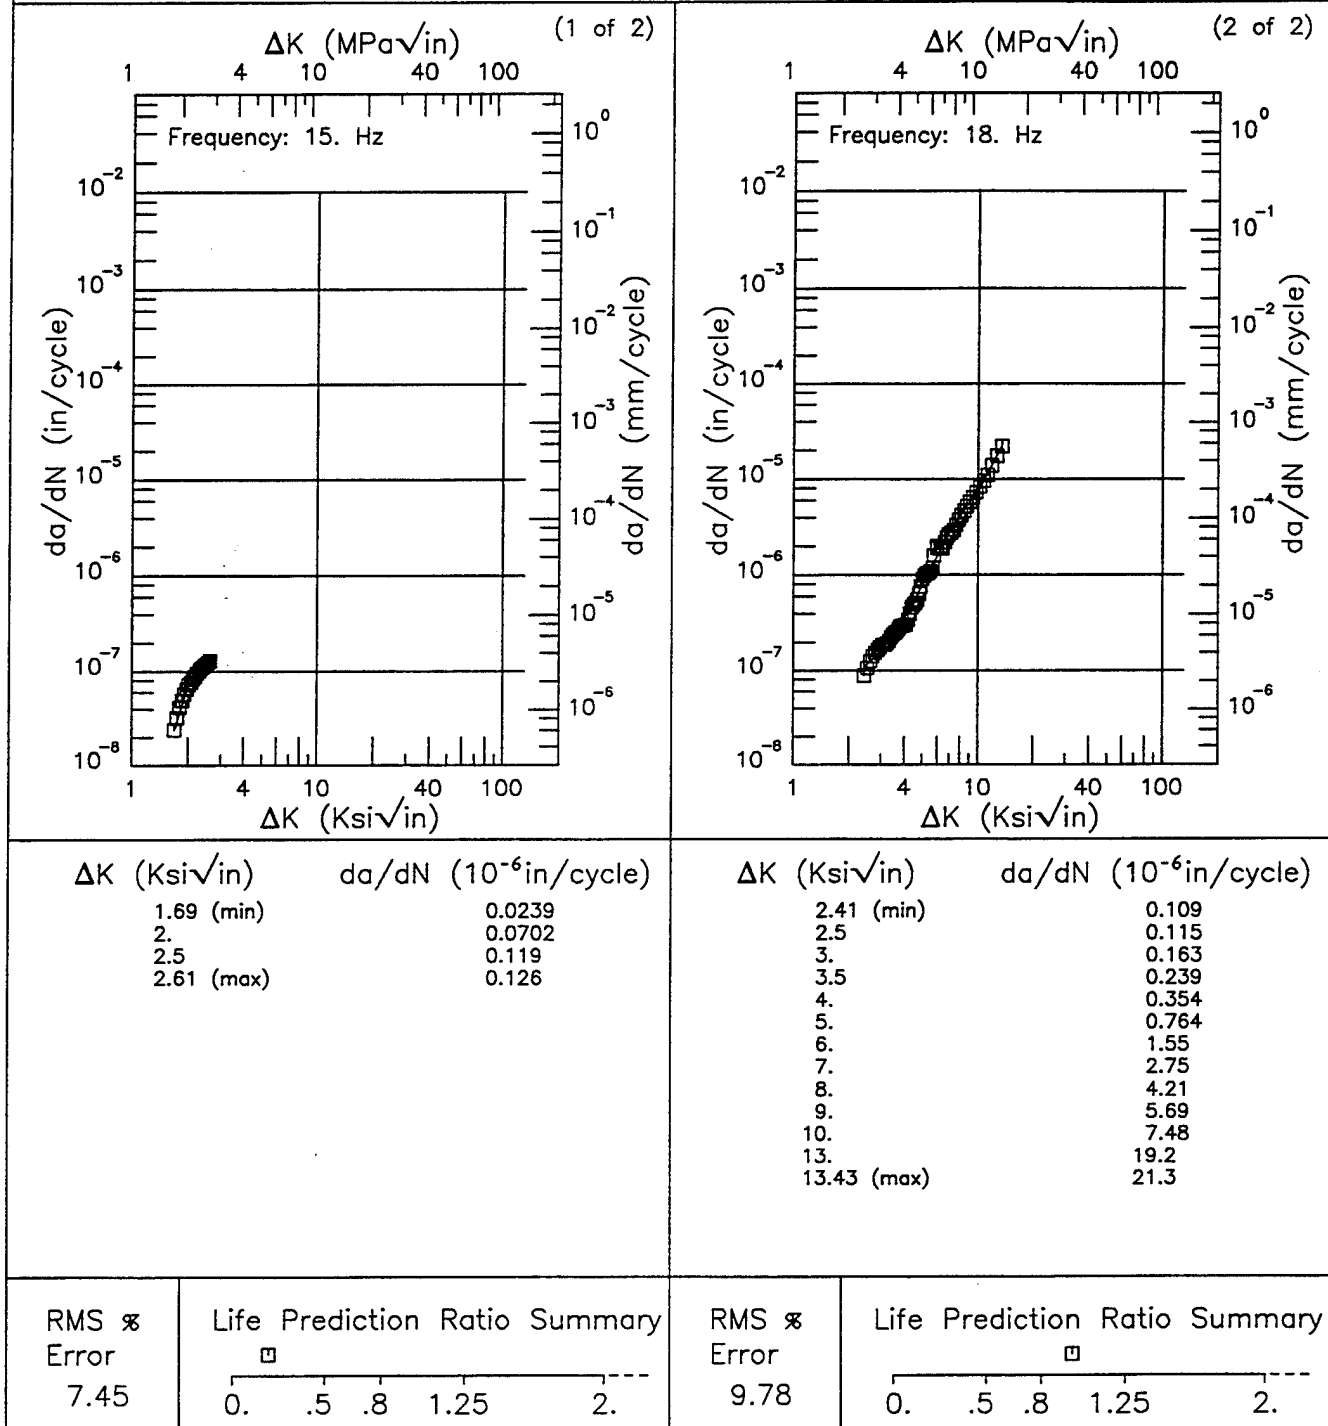 (1 of 2)
ΔK (MPa√in)
1 4 10 40 100
Frequency: 15. Hz
da/dN (in/cycle)
10⁻²
10⁻³
10⁻⁴
10⁻⁵
10⁻⁶
10⁻⁷
10⁻⁸
da/dN (mm/cycle)
10⁰
10⁻¹
10⁻²
10⁻³
10⁻⁴
10⁻⁵
10⁻⁶
1 4 10 40 100
ΔK (Ksi√in)
ΔK (Ksi√in) da/dN (10⁻⁶in/cycle)
1.69 (min) 0.0239
2. 0.0702
2.5 0.119
2.61 (max) 0.126
RMS %
Error
7.45
Life Prediction Ratio Summary
0. .5 .8 1.25 2.
(2 of 2)
ΔK (MPa√in)
1 4 10 40 100
Frequency: 18. Hz
da/dN (in/cycle)
10⁻²
10⁻³
10⁻⁴
10⁻⁵
10⁻⁶
10⁻⁷
10⁻⁸
da/dN (mm/cycle)
10⁰
10⁻¹
10⁻²
10⁻³
10⁻⁴
10⁻⁵
10⁻⁶
1 4 10 40 100
ΔK (Ksi√in)
ΔK (Ksi√in) da/dN (10⁻⁶in/cycle)
2.41 (min) 0.109
2.5 0.115
3. 0.163
3.5 0.239
4. 0.354
5. 0.764
6. 1.55
7. 2.75
8. 4.21
9. 5.69
10. 7.48
13. 19.2
13.43 (max) 21.3
RMS %
Error
9.78
Life Prediction Ratio Summary
0. .5 .8 1.25 2.